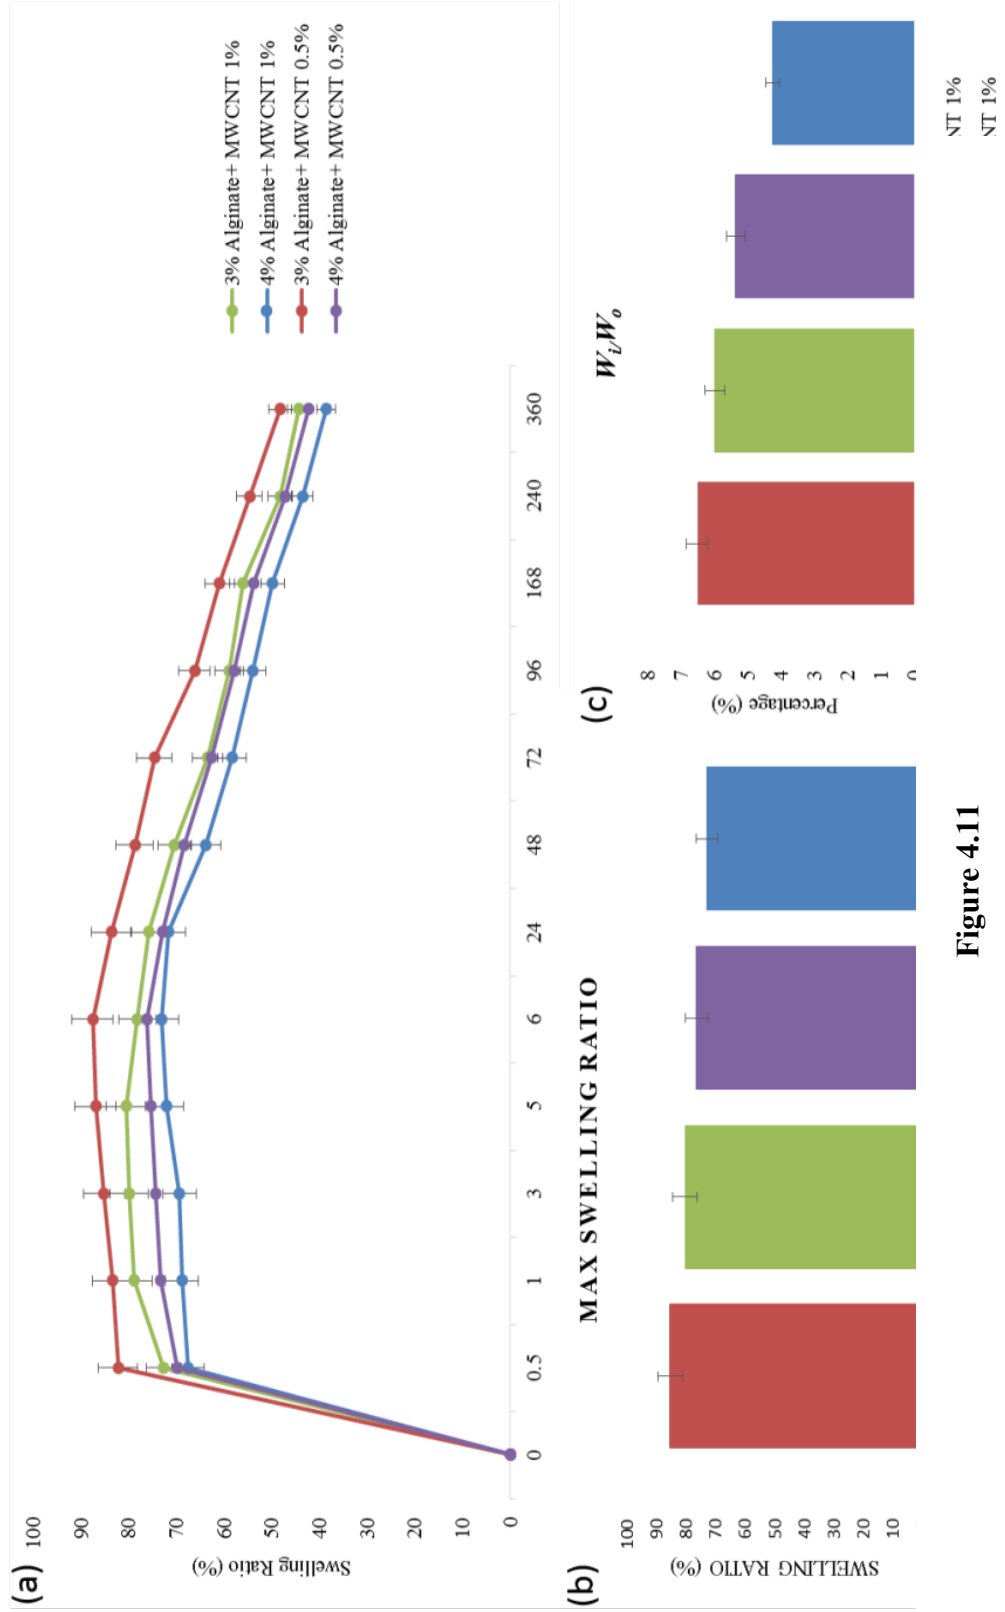 (a)
Swelling Ratio (%)
100
90
80
70
60
50
40
30
20
10
0
0 0.5 1 3 5 6 24 48 72 96 168 240 360
3% Alginate+ MWCNT 1%
4% Alginate+ MWCNT 1%
3% Alginate+ MWCNT 0.5%
4% Alginate+ MWCNT 0.5%
(b)
MAX SWELLING RATIO
SWELLING RATIO (%)
100
90
80
70
60
50
40
30
20
10
(c)
Wi/Wo
Percentage (%)
8
7
6
5
4
3
2
1
0
NT 1%
NT 1%
Figure 4.11